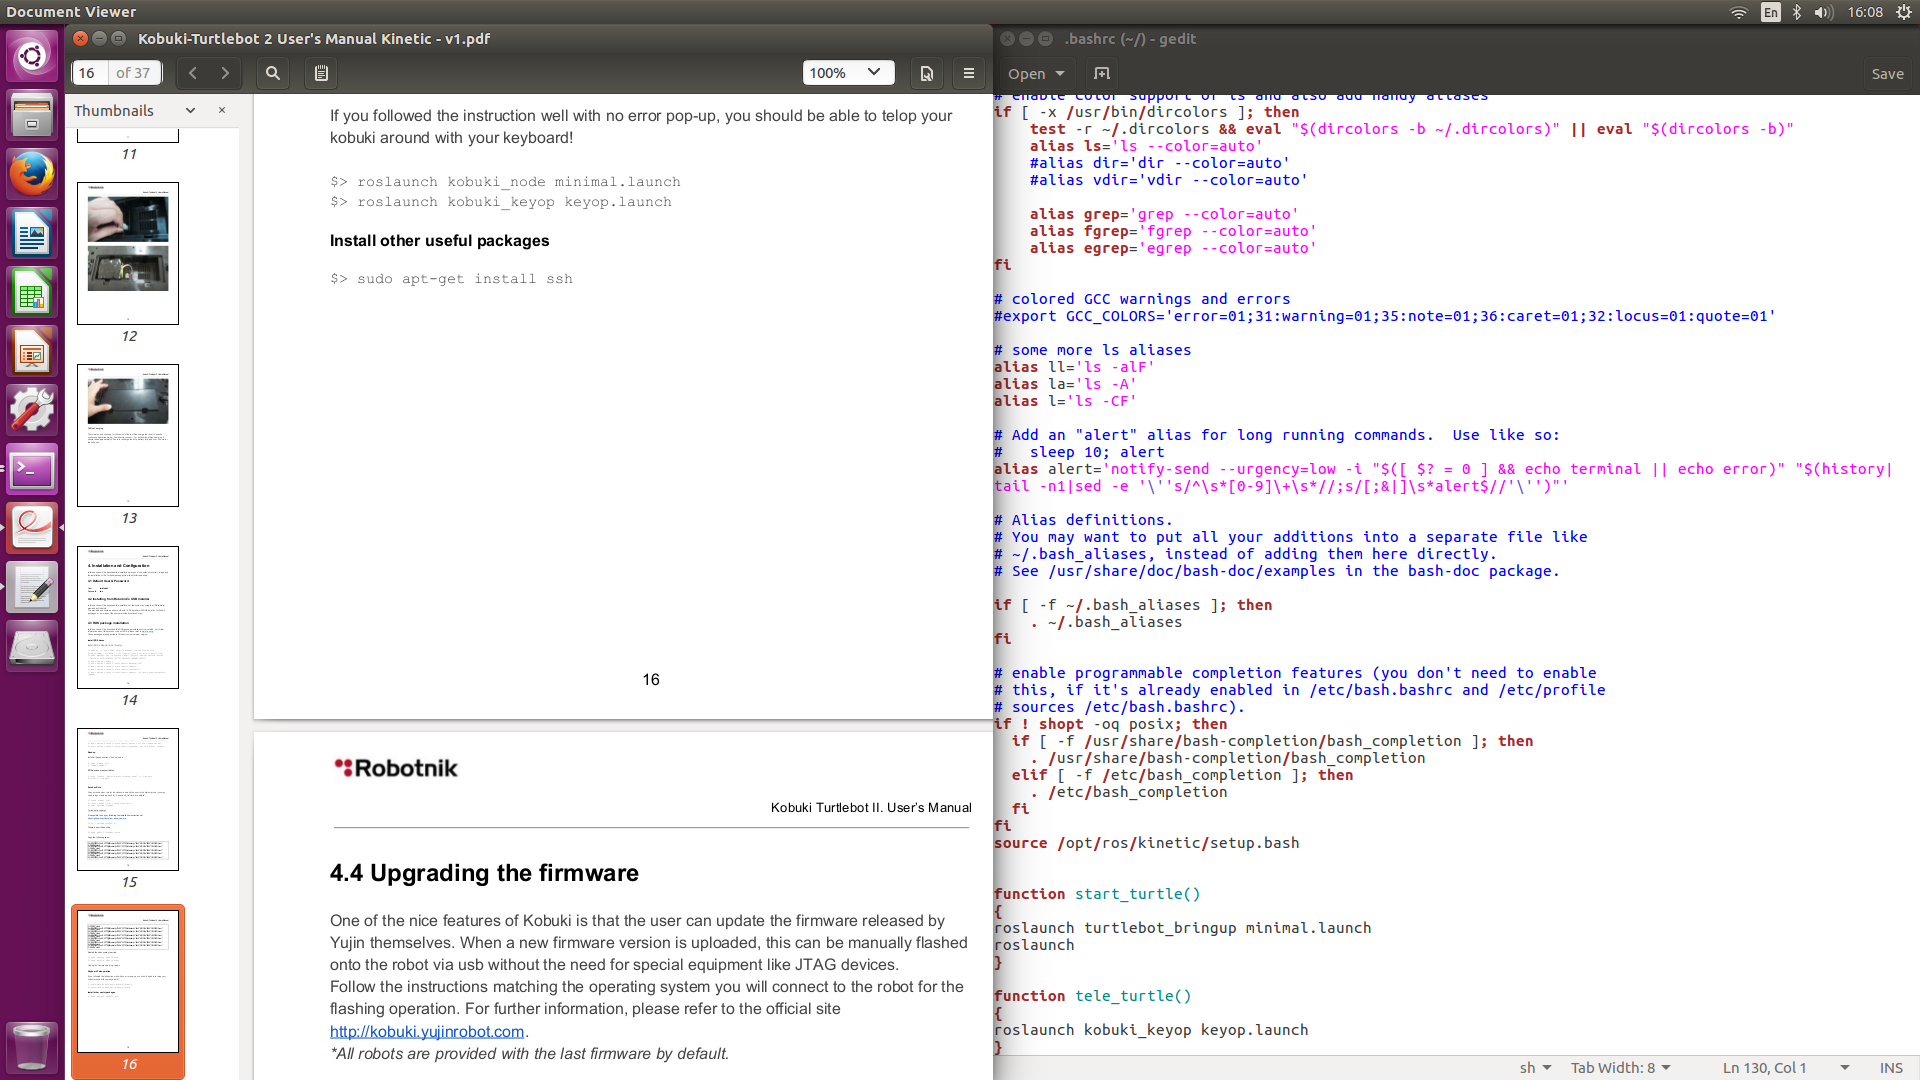 Document Viewer
En
16:08
Kobuki-Turtlebot 2 User's Manual Kinetic - v1.pdf
16 of 37
100%
Thumbnails
11
12
13
4. Installation and Configuration
14
15
16
If you followed the instruction well with no error pop-up, you should be able to telop your
kobuki around with your keyboard!
$> roslaunch kobuki_node minimal.launch
$> roslaunch kobuki_keyop keyop.launch
Install other useful packages
$> sudo apt-get install ssh
16
Robotnik
Kobuki Turtlebot II. User's Manual
4.4 Upgrading the firmware
One of the nice features of Kobuki is that the user can update the firmware released by
Yujin themselves. When a new firmware version is uploaded, this can be manually flashed
onto the robot via usb without the need for special equipment like JTAG devices.
Follow the instructions matching the operating system you will connect to the robot for the
flashing operation. For further information, please refer to the official site
http://kobuki.yujinrobot.com.
*All robots are provided with the last firmware by default.
.bashrc (~/) - gedit
Open
Save
# enable color support of ls and also add handy aliases
if [ -x /usr/bin/dircolors ]; then
    test -r ~/.dircolors && eval "$(dircolors -b ~/.dircolors)" || eval "$(dircolors -b)"
    alias ls='ls --color=auto'
    #alias dir='dir --color=auto'
    #alias vdir='vdir --color=auto'
    alias grep='grep --color=auto'
    alias fgrep='fgrep --color=auto'
    alias egrep='egrep --color=auto'
fi
# colored GCC warnings and errors
#export GCC_COLORS='error=01;31:warning=01;35:note=01;36:caret=01;32:locus=01:quote=01'
# some more ls aliases
alias ll='ls -alF'
alias la='ls -A'
alias l='ls -CF'
# Add an "alert" alias for long running commands.  Use like so:
#   sleep 10; alert
alias alert='notify-send --urgency=low -i "$([ $? = 0 ] && echo terminal || echo error)" "$(history|
tail -n1|sed -e '\''s/^\s*[0-9]\+\s*//;s/[;&|]\s*alert$//'\'')"'
# Alias definitions.
# You may want to put all your additions into a separate file like
# ~/.bash_aliases, instead of adding them here directly.
# See /usr/share/doc/bash-doc/examples in the bash-doc package.
if [ -f ~/.bash_aliases ]; then
    . ~/.bash_aliases
fi
# enable programmable completion features (you don't need to enable
# this, if it's already enabled in /etc/bash.bashrc and /etc/profile
# sources /etc/bash.bashrc).
if ! shopt -oq posix; then
  if [ -f /usr/share/bash-completion/bash_completion ]; then
    . /usr/share/bash-completion/bash_completion
  elif [ -f /etc/bash_completion ]; then
    . /etc/bash_completion
  fi
fi
source /opt/ros/kinetic/setup.bash
function start_turtle()
{
roslaunch turtlebot_bringup minimal.launch
roslaunch
}
function tele_turtle()
{
roslaunch kobuki_keyop keyop.launch
}
sh
Tab Width: 8
Ln 130, Col 1
INS